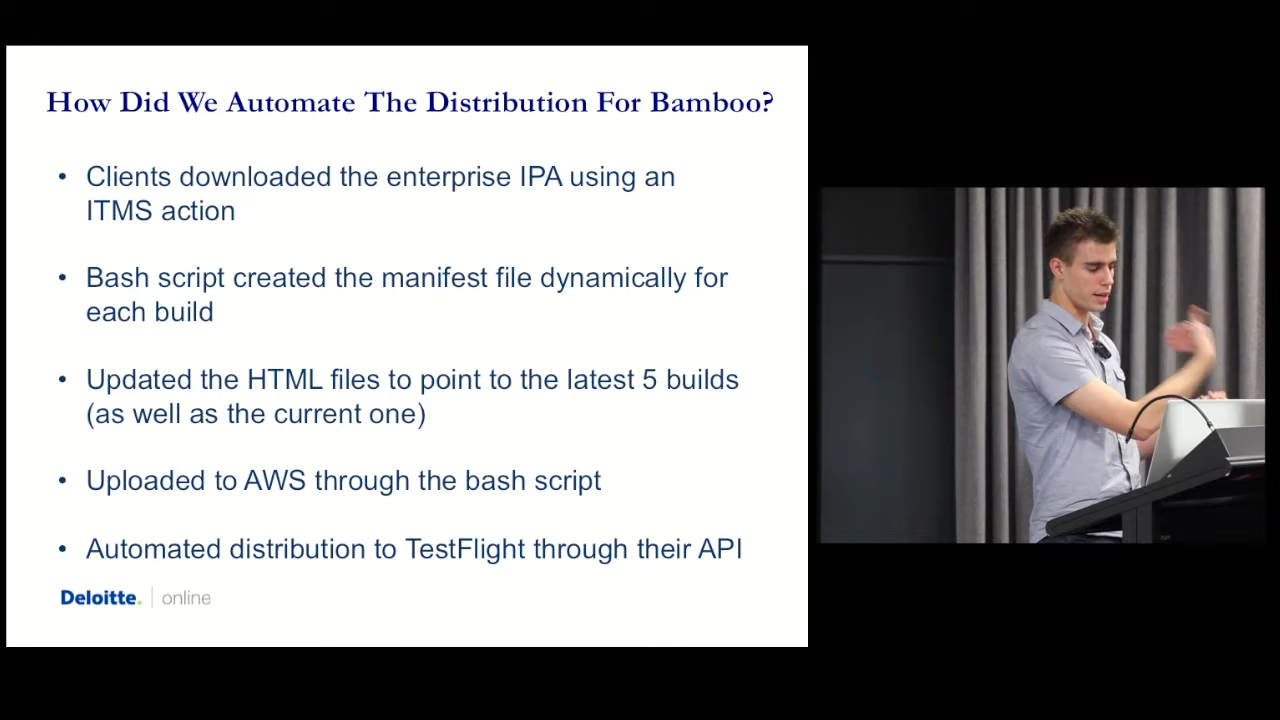 How Did We Automate The Distribution For Bamboo?
• Clients downloaded the enterprise IPA using an
ITMS action
• Bash script created the manifest file dynamically for
each build
• Updated the HTML files to point to the latest 5 builds
(as well as the current one)
• Uploaded to AWS through the bash script
• Automated distribution to TestFlight through their API
Deloitte. | online